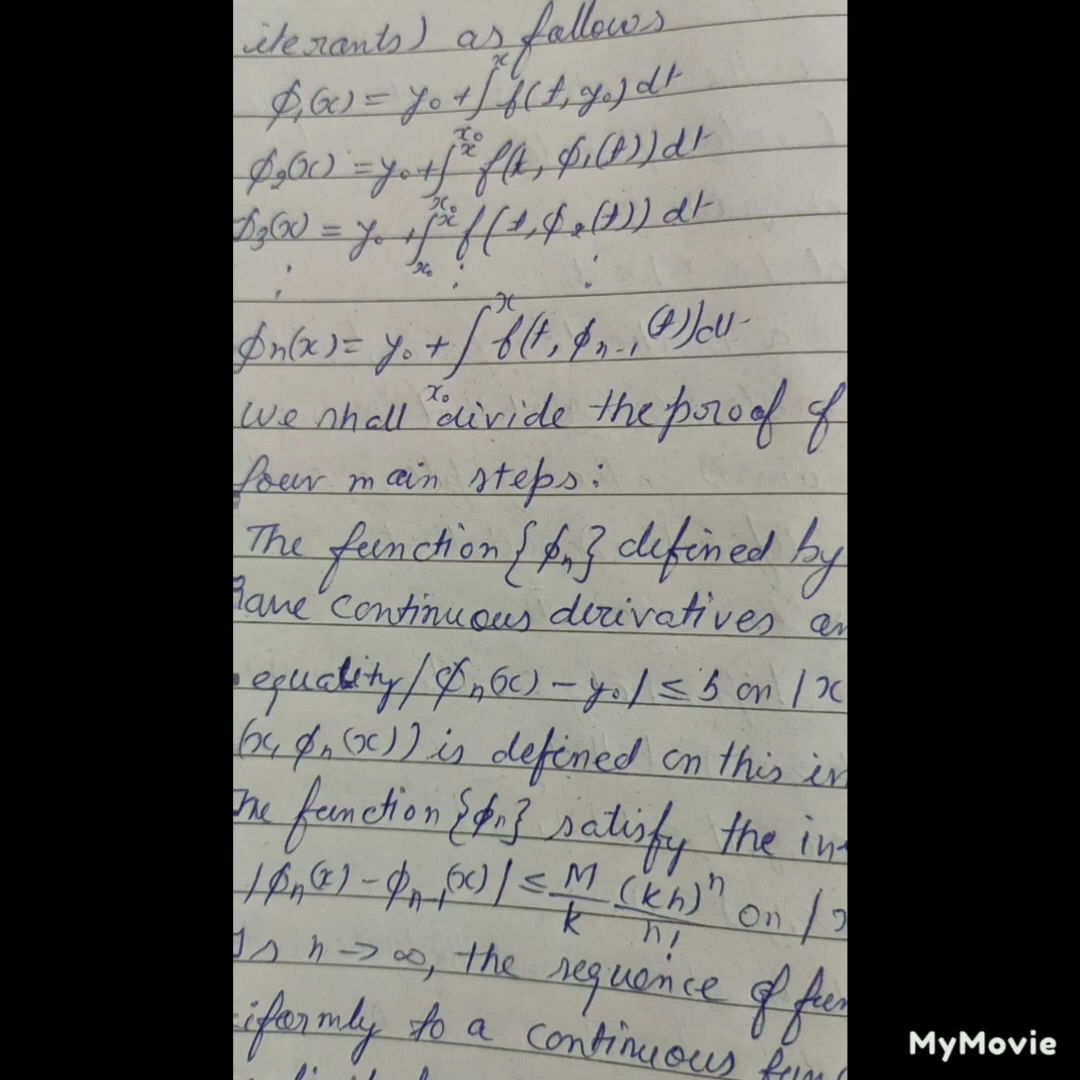 iterants) as follows
ϕ₁(x) = y₀ + ∫ₓ₀ˣ f(t, y₀) dt
ϕ₂(x) = y₀ + ∫ₓ₀ˣ f(t, ϕ₁(t)) dt
ϕ₃(x) = y₀ + ∫ₓ₀ˣ f(t, ϕ₂(t)) dt
⋮ ⋮ ⋮
ϕn(x) = y₀ + ∫ₓ₀ˣ f(t, ϕn-1(t)) dt
We shall divide the proof of
four main steps:
The function {ϕn} defined by
have continuous derivatives an
equality |ϕn(x) - y₀| ≤ b on |x
(x, ϕn(x)) is defined on this in
The function {ϕn} satisfy the in-
|ϕn(x) - ϕn-1(x)| ≤ M/k (kh)ⁿ/n! on |x
As n → ∞, the sequence of fun
iformly to a continuous func
MyMovie